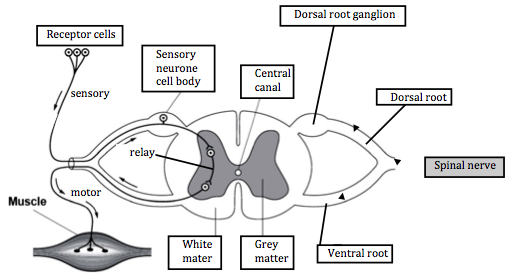 Receptor cells
Dorsal root ganglion
Sensory
neurone
cell body
Central
canal
sensory
Dorsal root
relay
Spinal nerve
motor
Muscle
White
mater
Grey
matter
Ventral root